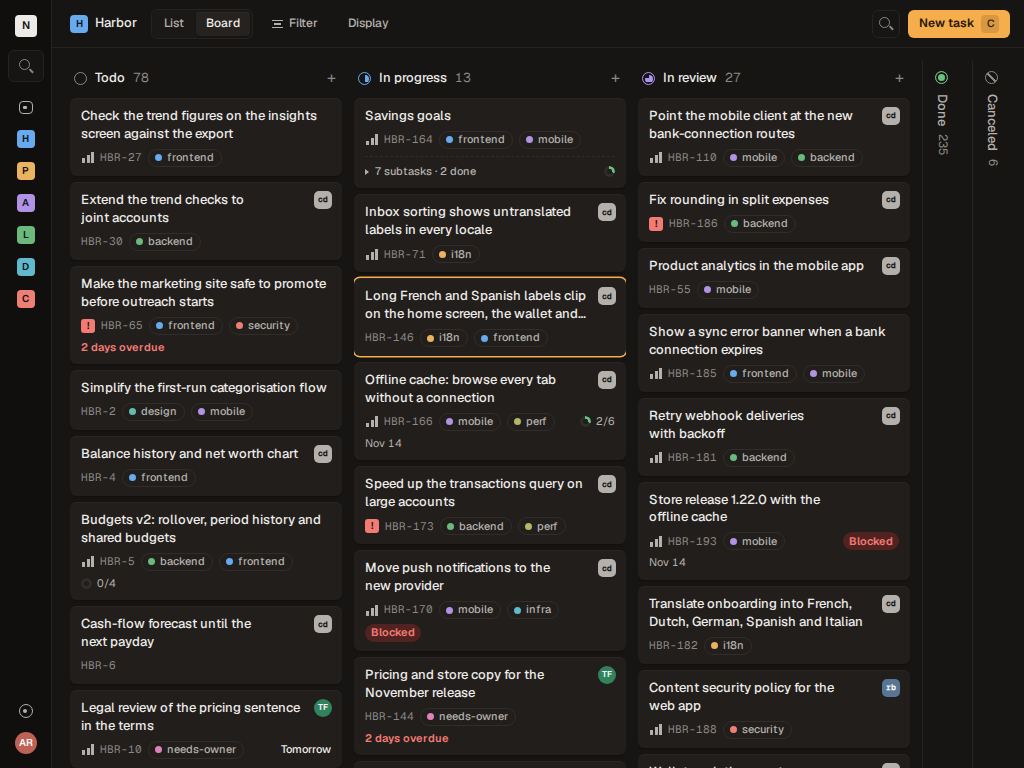 N
H Harbor List Board Filter Display New task C
H
P
A
L
D
C
AR
Todo 78
Check the trend figures on the insights
screen against the export
HBR-27 frontend
Extend the trend checks to
joint accounts
cd
HBR-30 backend
Make the marketing site safe to promote
before outreach starts
! HBR-65 frontend security
2 days overdue
Simplify the first-run categorisation flow
HBR-2 design mobile
Balance history and net worth chart
cd
HBR-4 frontend
Budgets v2: rollover, period history and
shared budgets
HBR-5 backend frontend
0/4
Cash-flow forecast until the
next payday
cd
HBR-6
Legal review of the pricing sentence
in the terms
TF
HBR-10 needs-owner Tomorrow
In progress 13
Savings goals
HBR-164 frontend mobile
7 subtasks · 2 done
Inbox sorting shows untranslated
labels in every locale
cd
HBR-71 i18n
Long French and Spanish labels clip
on the home screen, the wallet and…
cd
HBR-146 i18n frontend
Offline cache: browse every tab
without a connection
cd
HBR-166 mobile perf 2/6
Nov 14
Speed up the transactions query on
large accounts
cd
! HBR-173 backend perf
Move push notifications to the
new provider
cd
HBR-170 mobile infra
Blocked
Pricing and store copy for the
November release
TF
HBR-144 needs-owner
2 days overdue
In review 27
Point the mobile client at the new
bank-connection routes
cd
HBR-110 mobile backend
Fix rounding in split expenses
cd
! HBR-186 backend
Product analytics in the mobile app
cd
HBR-55 mobile
Show a sync error banner when a bank
connection expires
HBR-185 frontend mobile
Retry webhook deliveries
with backoff
cd
HBR-181 backend
Store release 1.22.0 with the
offline cache
HBR-193 mobile Blocked
Nov 14
Translate onboarding into French,
Dutch, German, Spanish and Italian
cd
HBR-182 i18n
Content security policy for the
web app
rb
HBR-188 security
cd
Done 235
Canceled 6